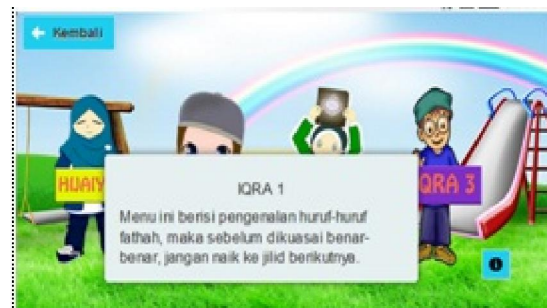 Kembali
HIJAIY
QRA 3
IQRA 1
Menu ini berisi pengenalan huruf-huruf
fathah, maka sebelum dikuasai benar-
benar, jangan naik ke jilid berikutnya.